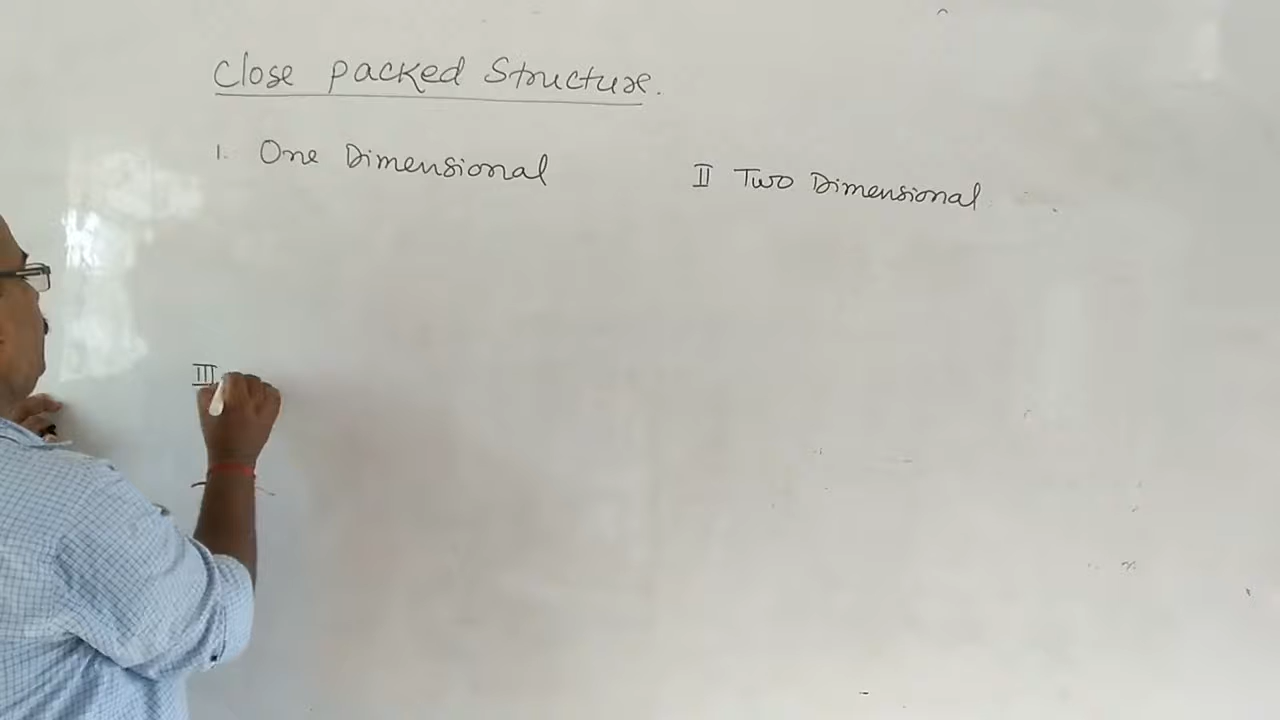 Close packed Structure.
1. One Dimensional
II Two Dimensional
III